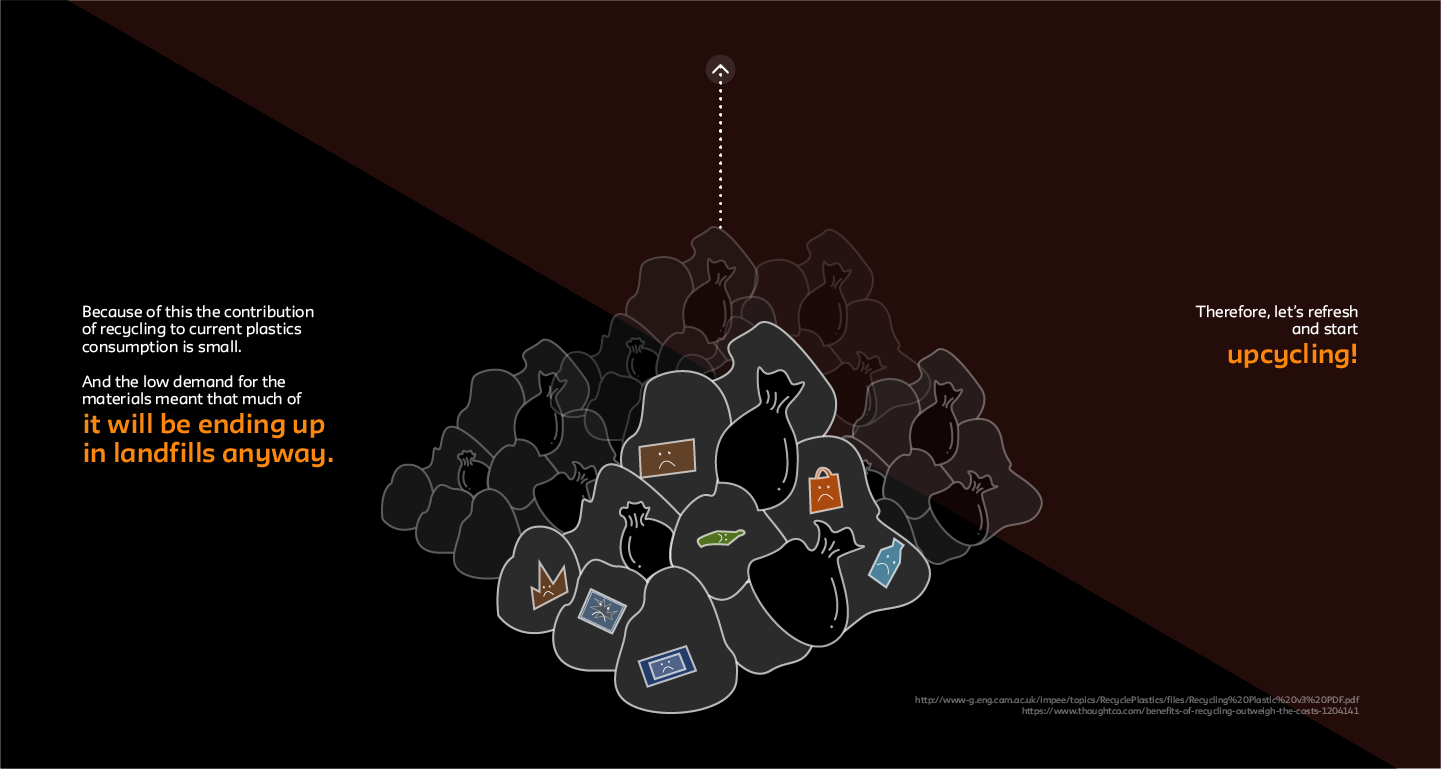 Because of this the contribution
of recycling to current plastics
consumption is small.
And the low demand for the
materials meant that much of
it will be ending up
in landfills anyway.
Therefore, let's refresh
and start
upcycling!
http://www-g.eng.cam.ac.uk/impee/topics/RecyclePlastics/files/Recycling%20Plastic%20v3%20PDF.pdf
https://www.thoughtco.com/benefits-of-recycling-outweigh-the-costs-1204141